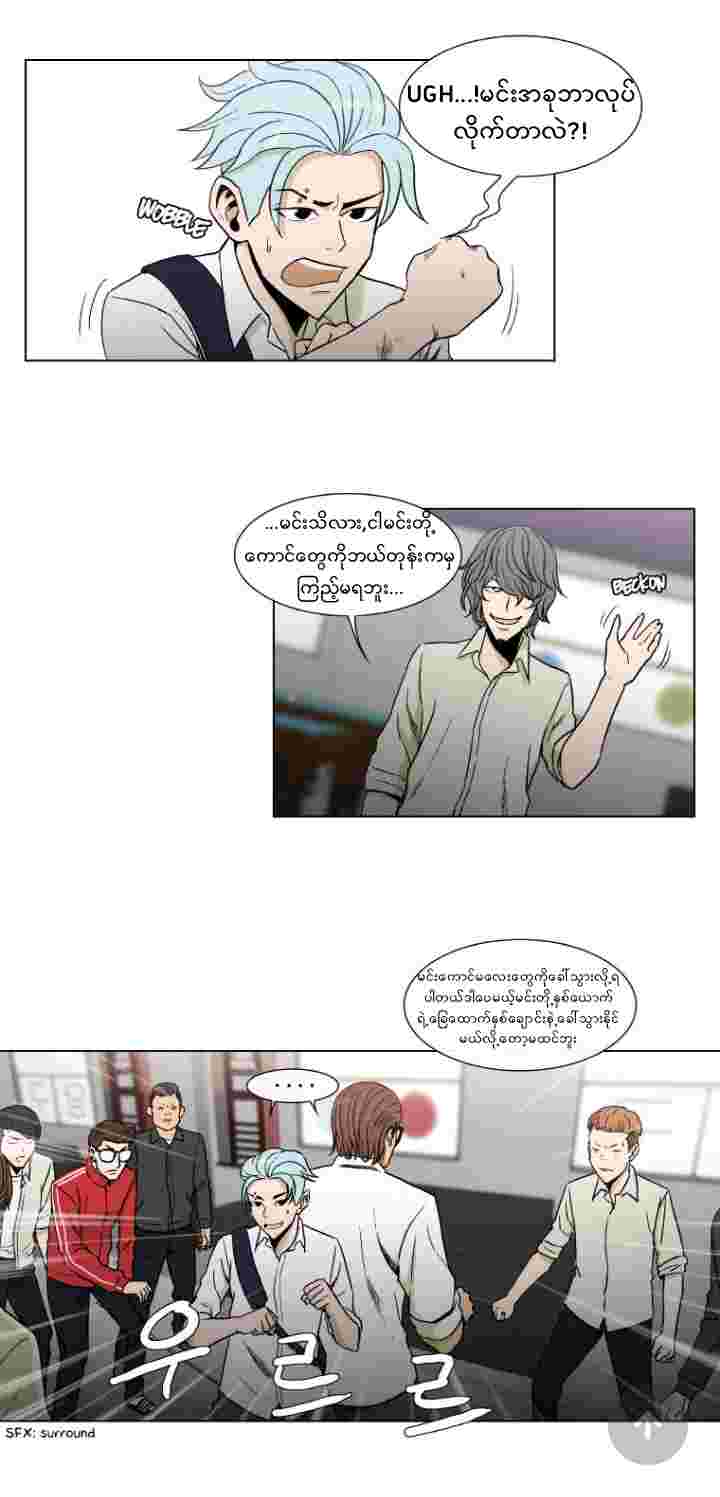 UGH...!မင်းအခုဘာလုပ်
လိုက်တာလဲ?!
WOBBLE
...မင်းသိလား,ငါမင်းတို့
ကောင်တွေကိုဘယ်တုန်းကမှ
ကြည့်မရဘူး...
BECKON
မင်းကောင်မလေးတွေကိုခေါ်သွားလို့ရ
ပါတယ်ဒါပေမယ့်မင်းတို့နှစ်ယောက်
ရဲ့ခြေထောက်နှစ်ချောင်းနဲ့ခေါ်သွားနိုင်
မယ်လို့တော့မထင်ဘူး
....
우르르
SFX: surround